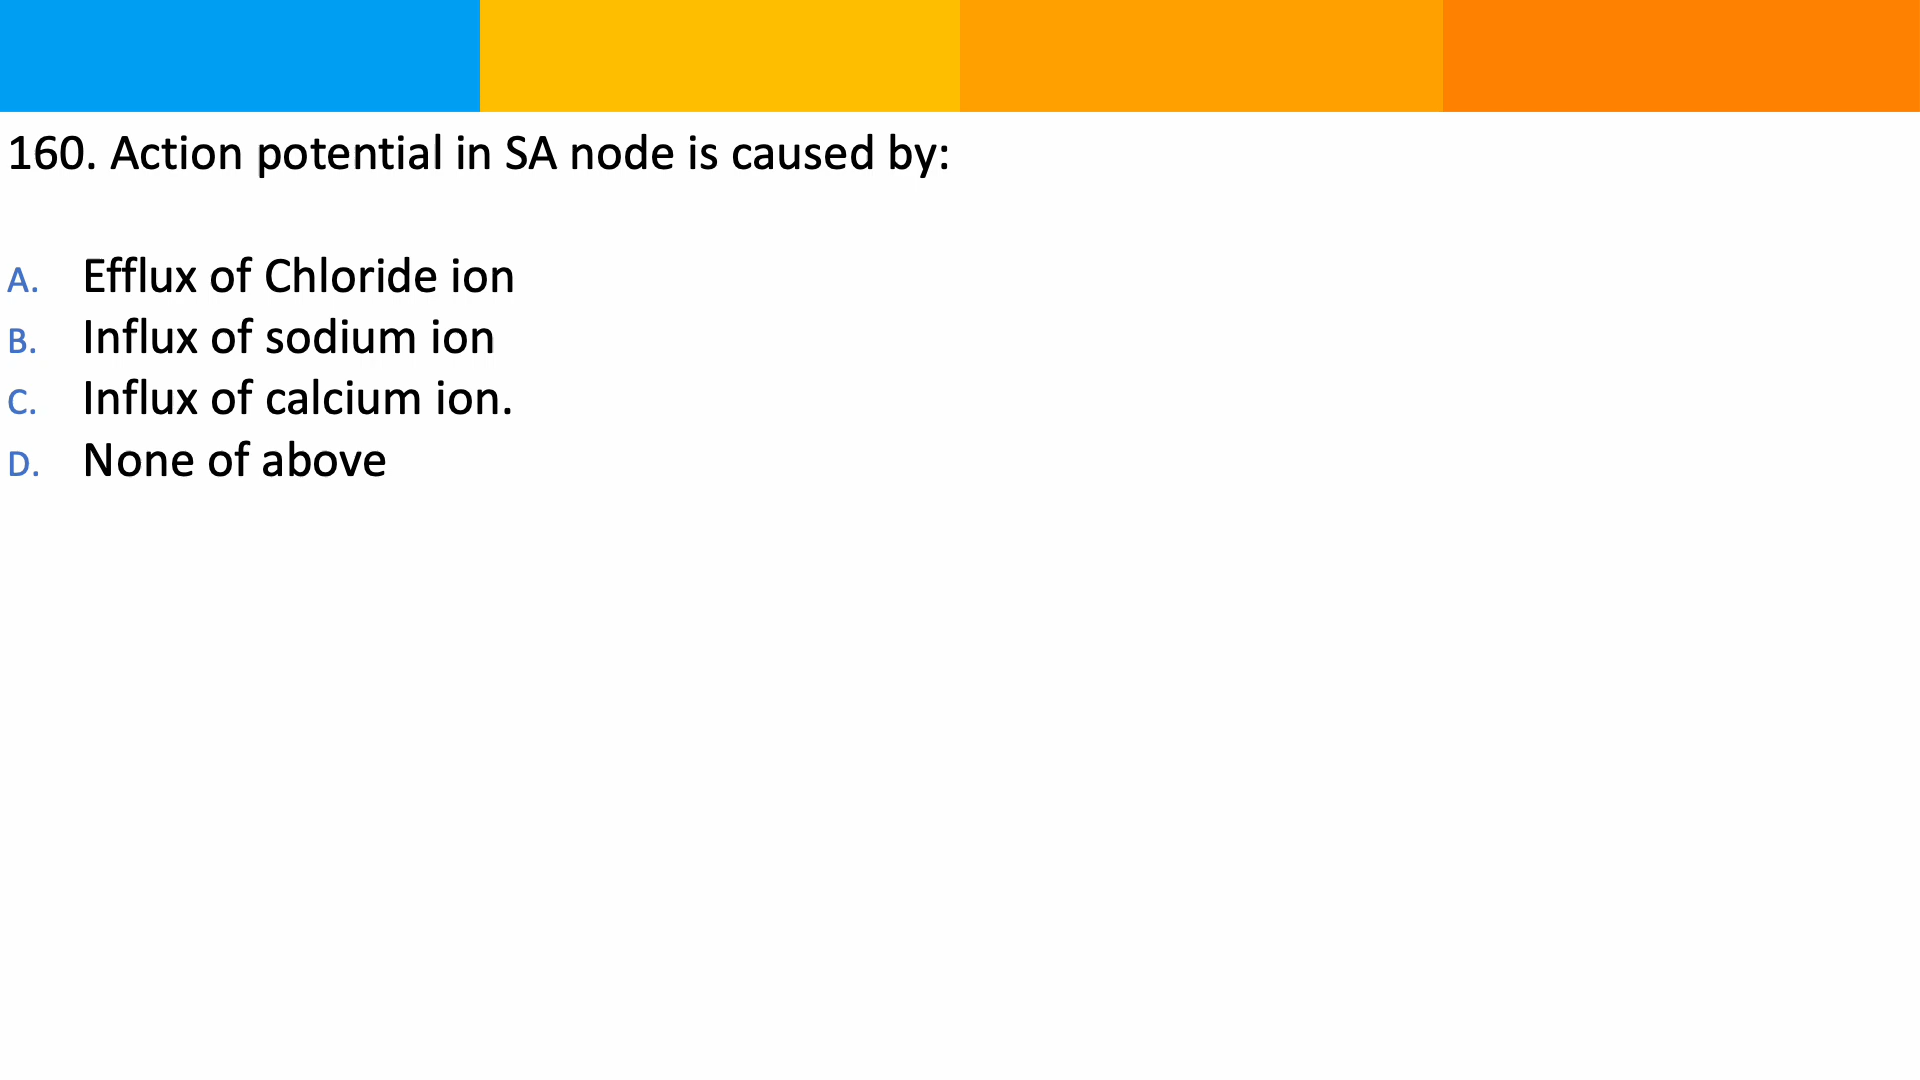 160. Action potential in SA node is caused by:
A. Efflux of Chloride ion
B. Influx of sodium ion
C. Influx of calcium ion.
D. None of above